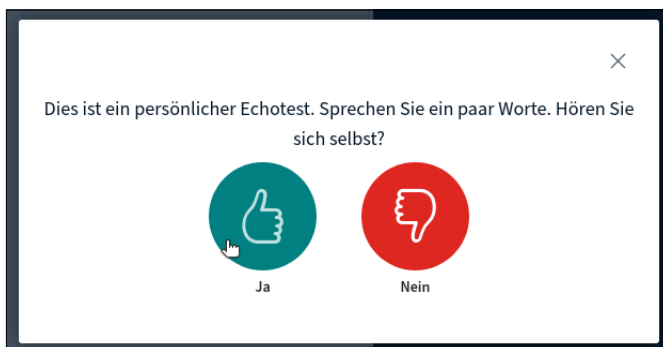 Dies ist ein persönlicher Echotest. Sprechen Sie ein paar Worte. Hören Sie
sich selbst?
Ja
Nein